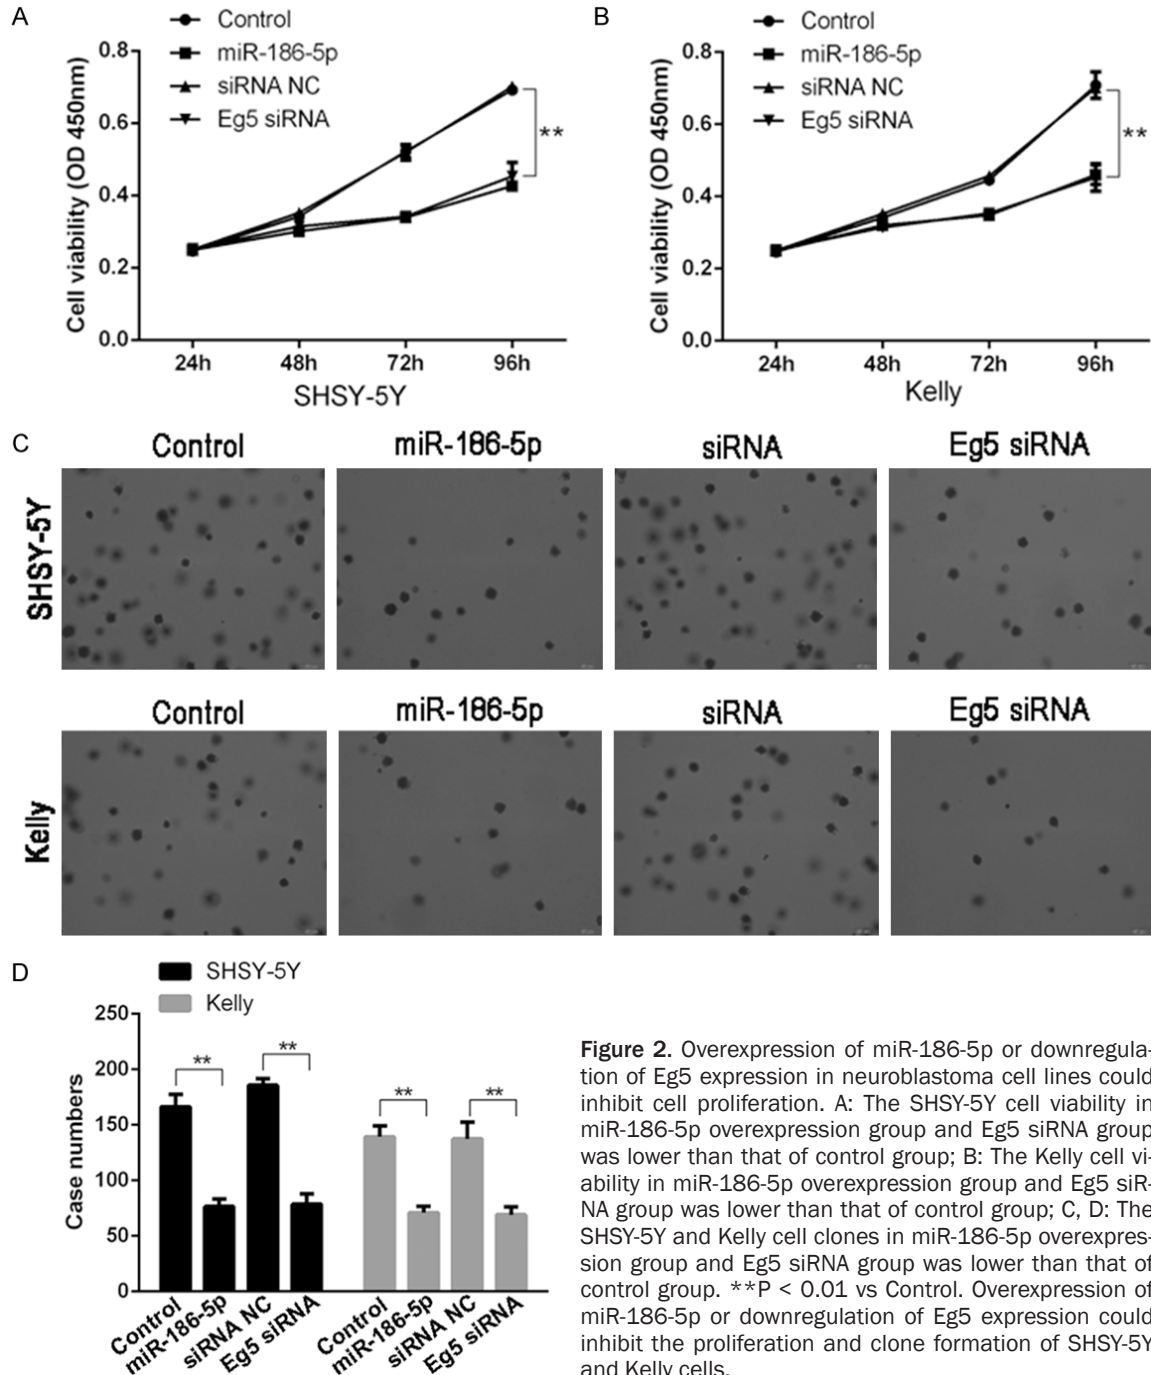 A
Control
miR-186-5p
siRNA NC
Eg5 siRNA
Cell viability (OD 450nm)
0.8
0.6
0.4
0.2
0.0
**
24h 48h 72h 96h
SHSY-5Y
B
Control
miR-186-5p
siRNA NC
Eg5 siRNA
Cell viability (OD 450nm)
0.8
0.6
0.4
0.2
0.0
**
24h 48h 72h 96h
Kelly
C
Control miR-186-5p siRNA Eg5 siRNA
SHSY-5Y
Control miR-186-5p siRNA Eg5 siRNA
Kelly
D
SHSY-5Y
Kelly
Case numbers
250
200
150
100
50
0
** ** ** **
Control miR-186-5p siRNA NC Eg5 siRNA Control miR-186-5p siRNA NC Eg5 siRNA
Figure 2. Overexpression of miR-186-5p or downregula-
tion of Eg5 expression in neuroblastoma cell lines could
inhibit cell proliferation. A: The SHSY-5Y cell viability in
miR-186-5p overexpression group and Eg5 siRNA group
was lower than that of control group; B: The Kelly cell vi-
ability in miR-186-5p overexpression group and Eg5 siR-
NA group was lower than that of control group; C, D: The
SHSY-5Y and Kelly cell clones in miR-186-5p overexpres-
sion group and Eg5 siRNA group was lower than that of
control group. **P < 0.01 vs Control. Overexpression of
miR-186-5p or downregulation of Eg5 expression could
inhibit the proliferation and clone formation of SHSY-5Y
and Kelly cells.